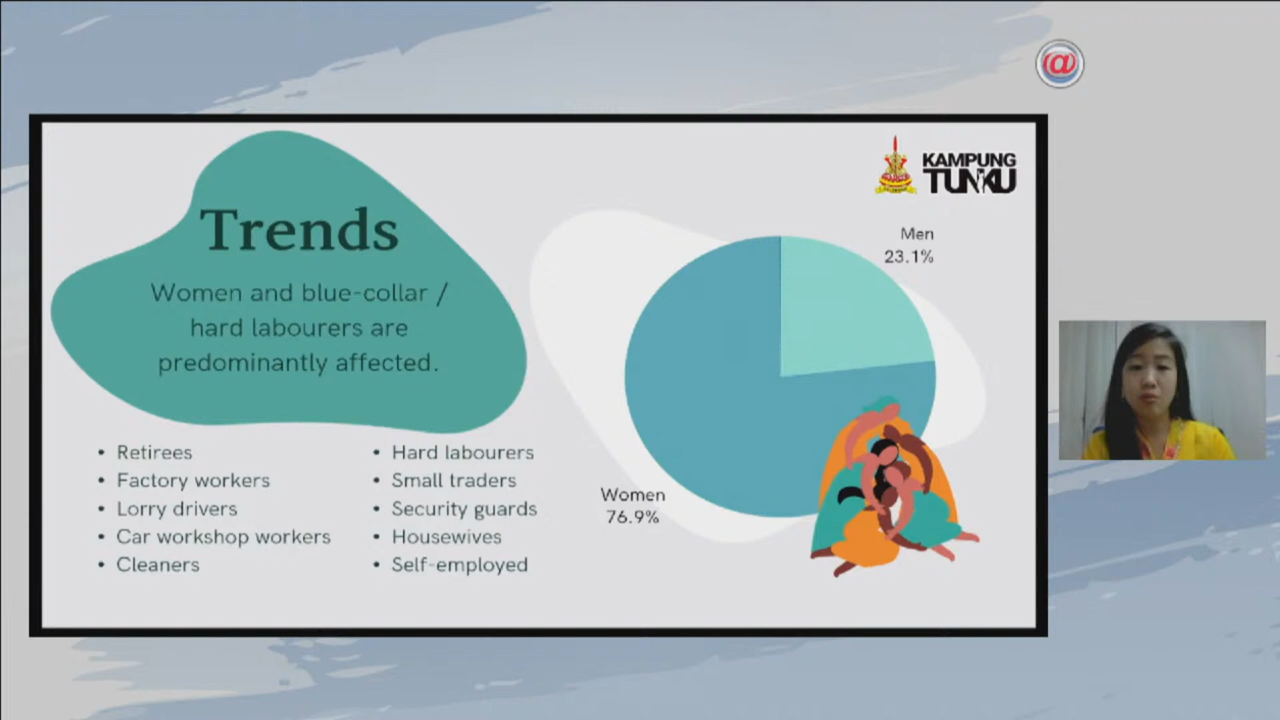 @
KAMPUNG
TUNKU
Trends
Women and blue-collar /
hard labourers are
predominantly affected.
• Retirees
• Factory workers
• Lorry drivers
• Car workshop workers
• Cleaners
• Hard labourers
• Small traders
• Security guards
• Housewives
• Self-employed
Men
23.1%
Women
76.9%